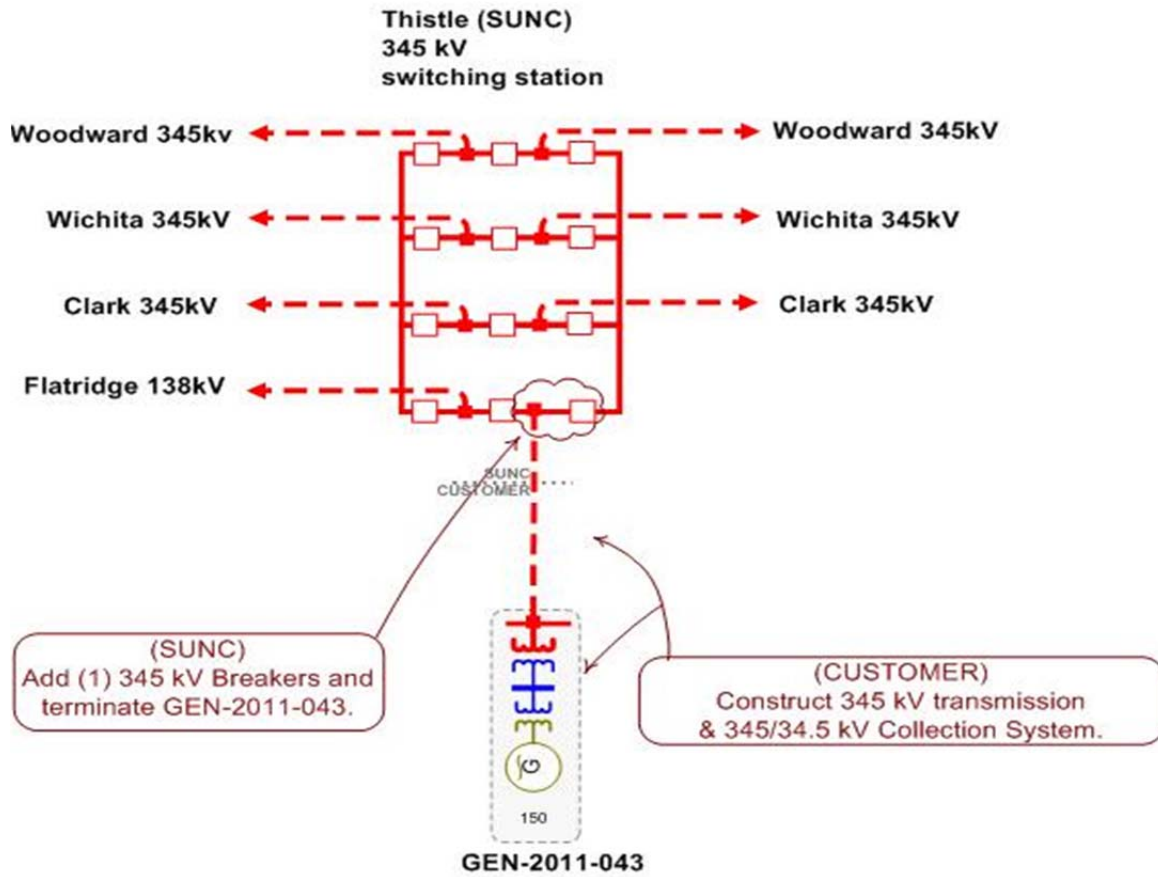 Thistle (SUNC)
345 kV
switching station
Woodward 345kv
Woodward 345kV
Wichita 345kV
Wichita 345kV
Clark 345kV
Clark 345kV
Flatridge 138kV
SUNC
CUSTOMER
(SUNC)
Add (1) 345 kV Breakers and
terminate GEN-2011-043.
(CUSTOMER)
Construct 345 kV transmission
& 345/34.5 kV Collection System.
G
150
GEN-2011-043